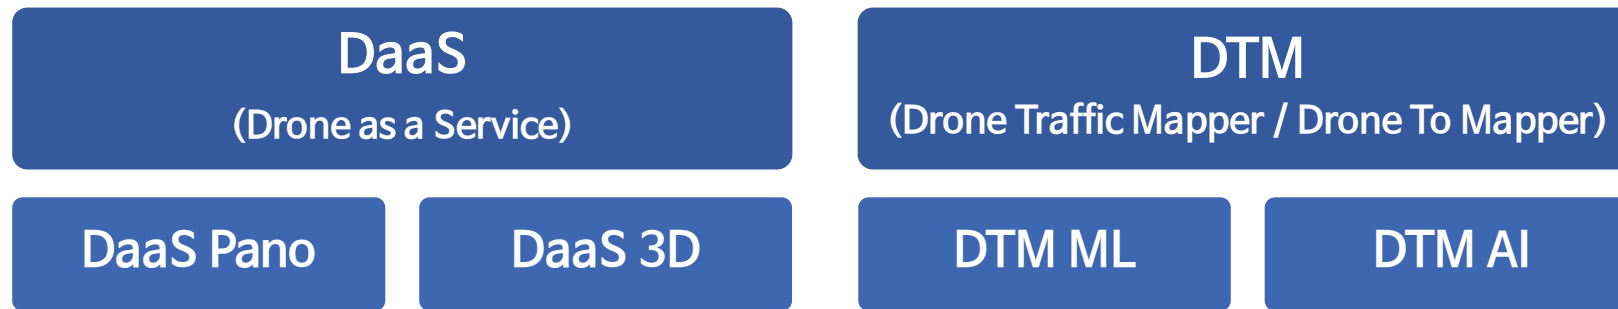 DaaS
(Drone as a Service)
DTM
(Drone Traffic Mapper / Drone To Mapper)
DaaS Pano
DaaS 3D
DTM ML
DTM AI